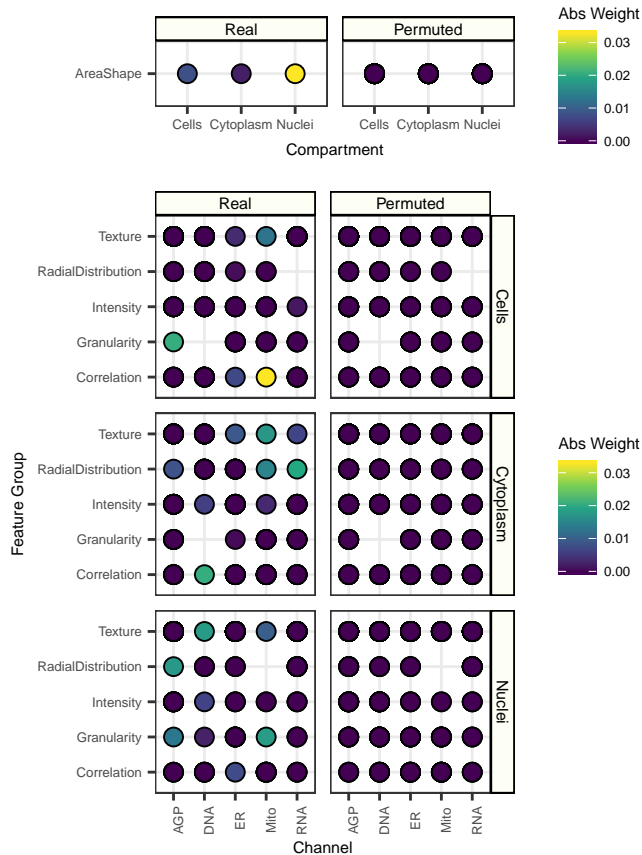 Real Permuted
AreaShape
Cells Cytoplasm Nuclei Cells Cytoplasm Nuclei
Compartment
Abs Weight
0.03
0.02
0.01
0.00
Real Permuted
Texture
RadialDistribution
Intensity
Granularity
Correlation
Cells
Texture
RadialDistribution
Intensity
Granularity
Correlation
Cytoplasm
Texture
RadialDistribution
Intensity
Granularity
Correlation
Nuclei
Feature Group
AGP DNA ER Mito RNA AGP DNA ER Mito RNA
Channel
Abs Weight
0.03
0.02
0.01
0.00